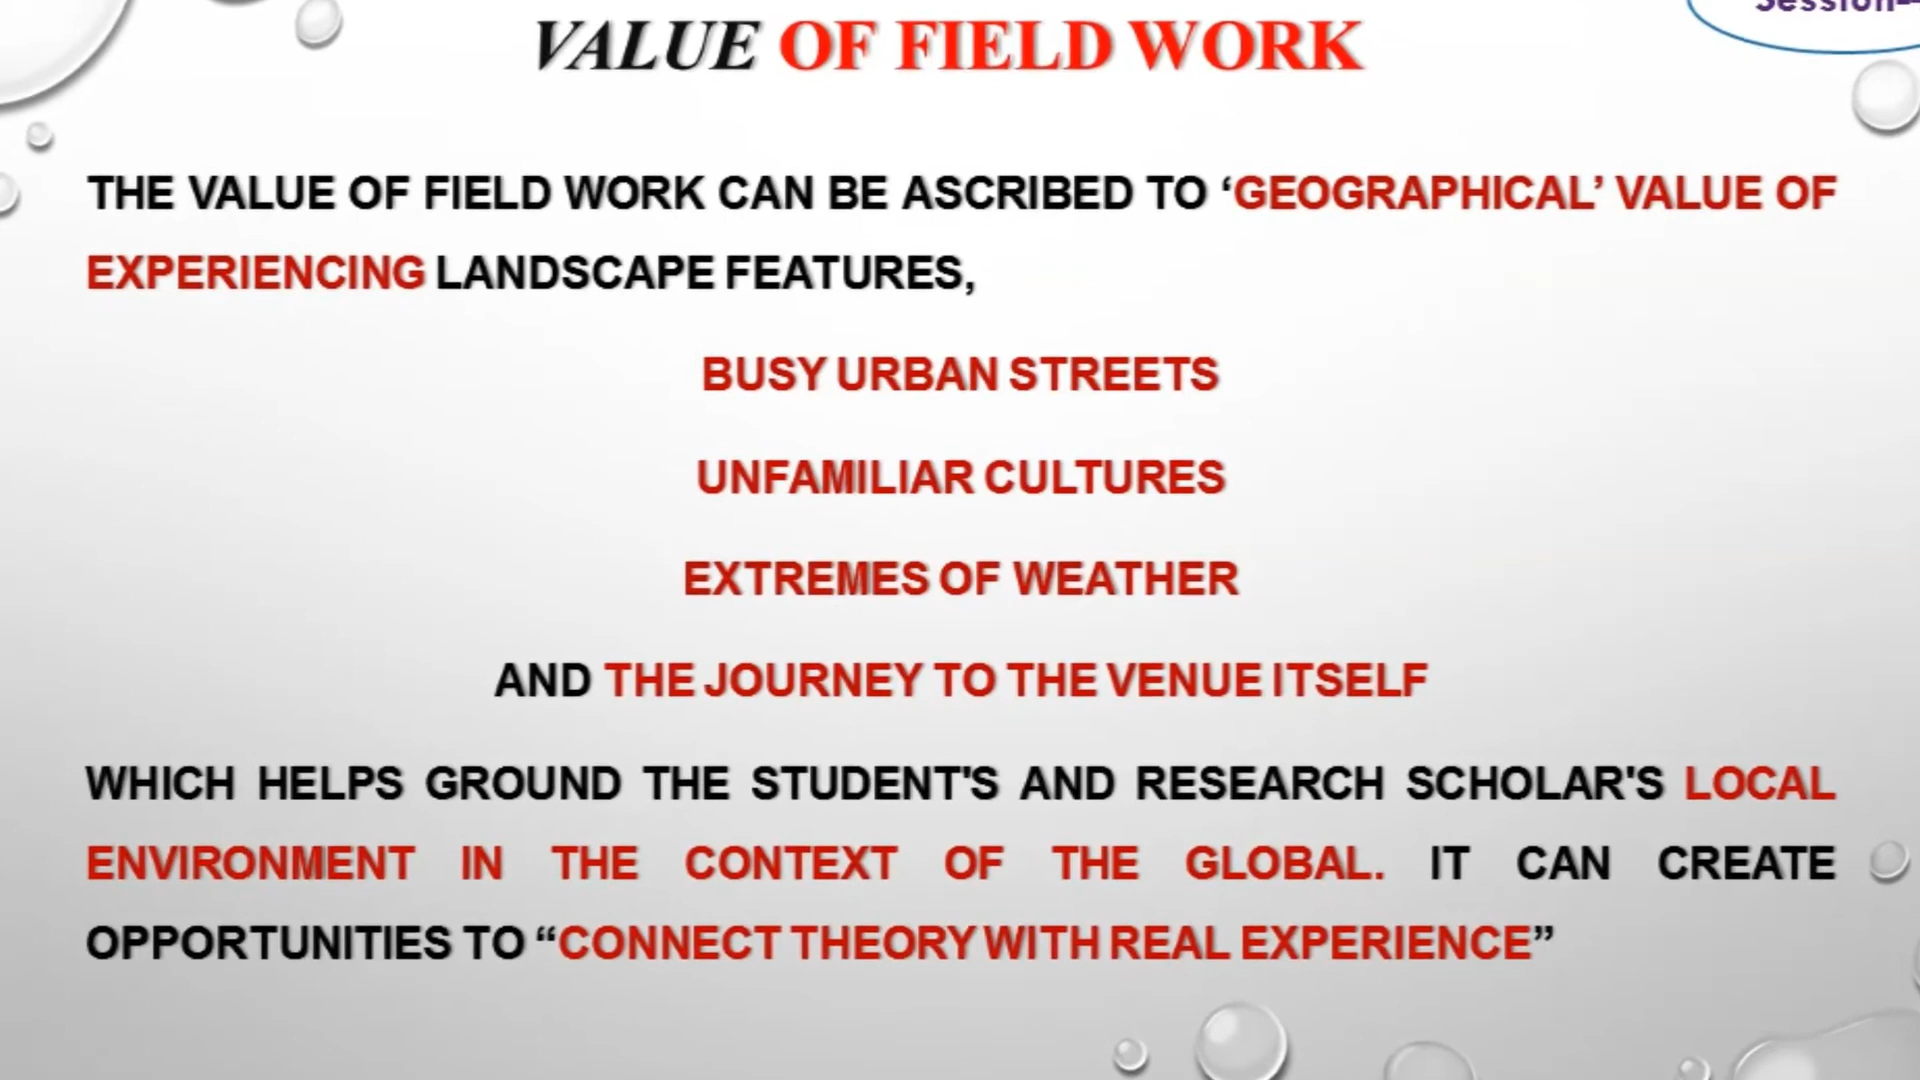 Session-
VALUE OF FIELD WORK
THE VALUE OF FIELD WORK CAN BE ASCRIBED TO ‘GEOGRAPHICAL’ VALUE OF
EXPERIENCING LANDSCAPE FEATURES,
BUSY URBAN STREETS
UNFAMILIAR CULTURES
EXTREMES OF WEATHER
AND THE JOURNEY TO THE VENUE ITSELF
WHICH HELPS GROUND THE STUDENT'S AND RESEARCH SCHOLAR'S LOCAL
ENVIRONMENT IN THE CONTEXT OF THE GLOBAL. IT CAN CREATE
OPPORTUNITIES TO “CONNECT THEORY WITH REAL EXPERIENCE”